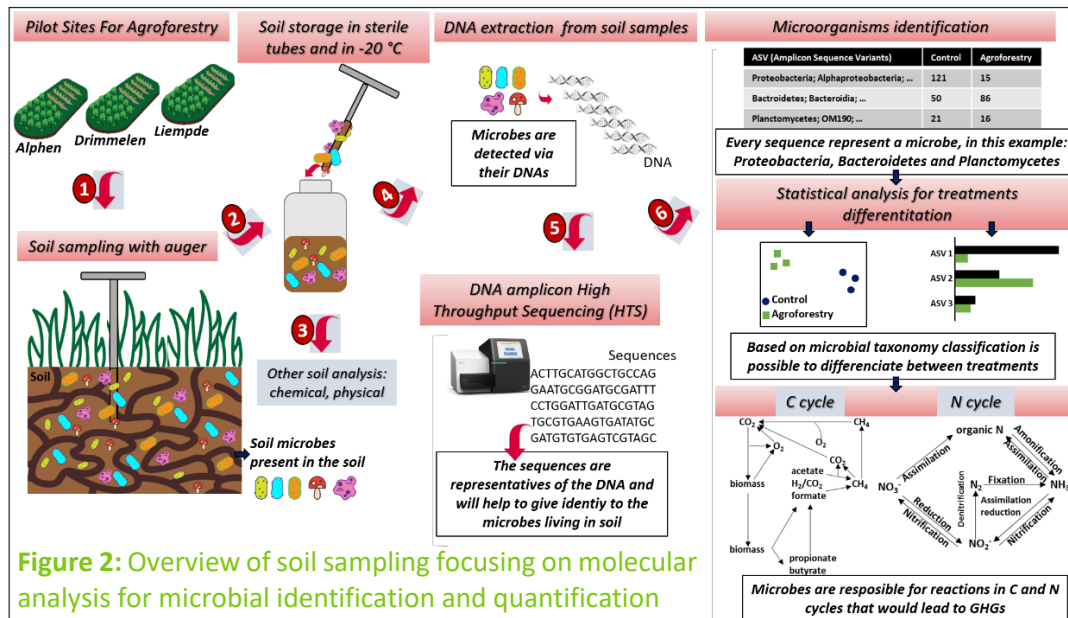 Pilot Sites For Agroforestry
Alphen
Drimmelen
Liempde
1
Soil sampling with auger
Soil
Soil microbes
present in the soil
2
Soil storage in sterile
tubes and in -20 °C
3
Other soil analysis:
chemical, physical
4
DNA extraction from soil samples
Microbes are
detected via
their DNAs
DNA
5
DNA amplicon High
Throughput Sequencing (HTS)
Sequences
ACTTGCATGGCTGCCAG
GAATGCGGATGCGATTT
CCTGGATTGATGCGTAG
TGCGTGAAGTGATATGC
GATGTGTGAGTCGTAGC
The sequences are
representatives of the DNA and
will help to give identiy to the
microbes living in soil
6
Microorganisms identification
ASV (Amplicon Sequence Variants) Control Agroforestry
Proteobacteria; Alphaproteobacteria; ... 121 15
Bactroidetes; Bacteroidia; ... 50 86
Planctomycetes; OM190; ... 21 16
Every sequence represent a microbe, in this example:
Proteobacteria, Bacteroidetes and Planctomycetes
Statistical analysis for treatments
differentitation
Control
Agroforestry
ASV 1
ASV 2
ASV 3
Based on microbial taxonomy classification is
possible to differenciate between treatments
C cycle
CO2
O2
O2
CH4
CO2
biomass
acetate
H2/CO2
formate
CH4
biomass
propionate
butyrate
N cycle
organic N
Assimilation
Amonification
Assimilation
NO3-
N2
Fixation
NH3
Denitrification
Assimilation
reduction
Reduction
Nitrification
Nitrification
NO2-
Microbes are resposible for reactions in C and N
cycles that would lead to GHGs
Figure 2: Overview of soil sampling focusing on molecular
analysis for microbial identification and quantification